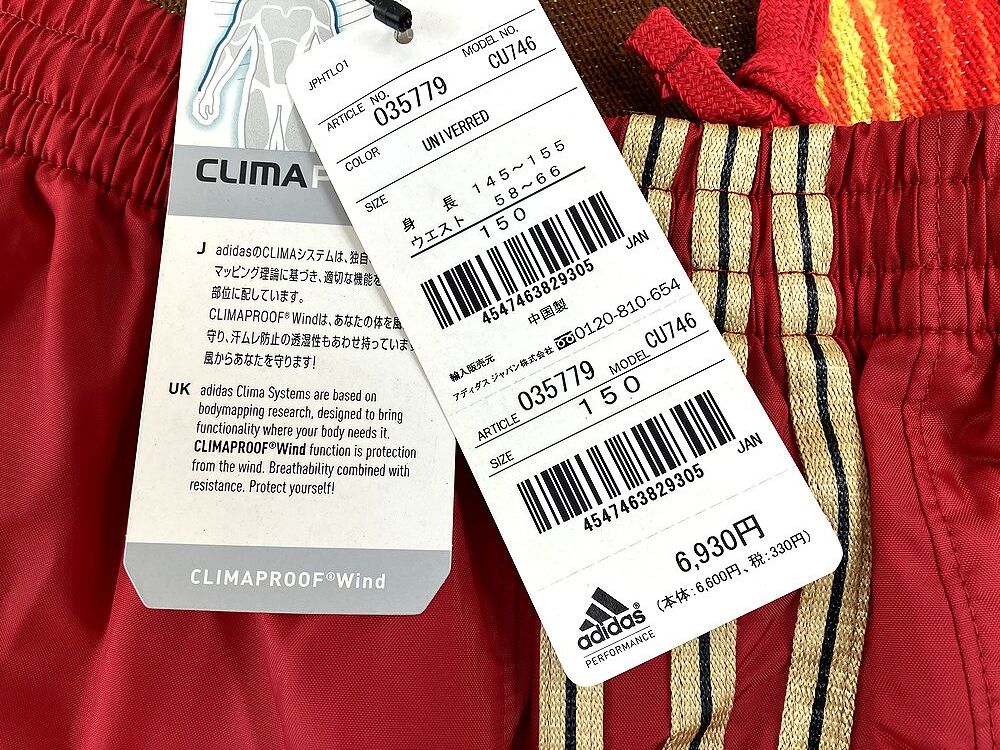 CLIMA
J adidasのCLIMAシステムは、独自
マッピング理論に基づき、適切な機能を
部位に配しています。
CLIMAPROOF® Windは、あなたの体を風
守り、汗ムレ防止の透湿性もあわせ持っていま
風からあなたを守ります!
UK adidas Clima Systems are based on
bodymapping research, designed to bring
functionality where your body needs it.
CLIMAPROOF®Wind function is protection
from the wind. Breathability combined with
resistance. Protect yourself!
CLIMAPROOF®Wind
JPHTLO1
ARTICLE NO. MODEL NO.
035779 CU746
COLOR UNIVERRED
SIZE
身 長 145~155
ウエスト 58~66
150
JAN
4547463829305
中国製
輸入販売元
アディダス ジャパン株式会社 0120-810-654
ARTICLE 035779 MODEL CU746
SIZE 150
JAN
4547463829305
6,930円
(本体:6,600円、税:330円)
adidas®
PERFORMANCE